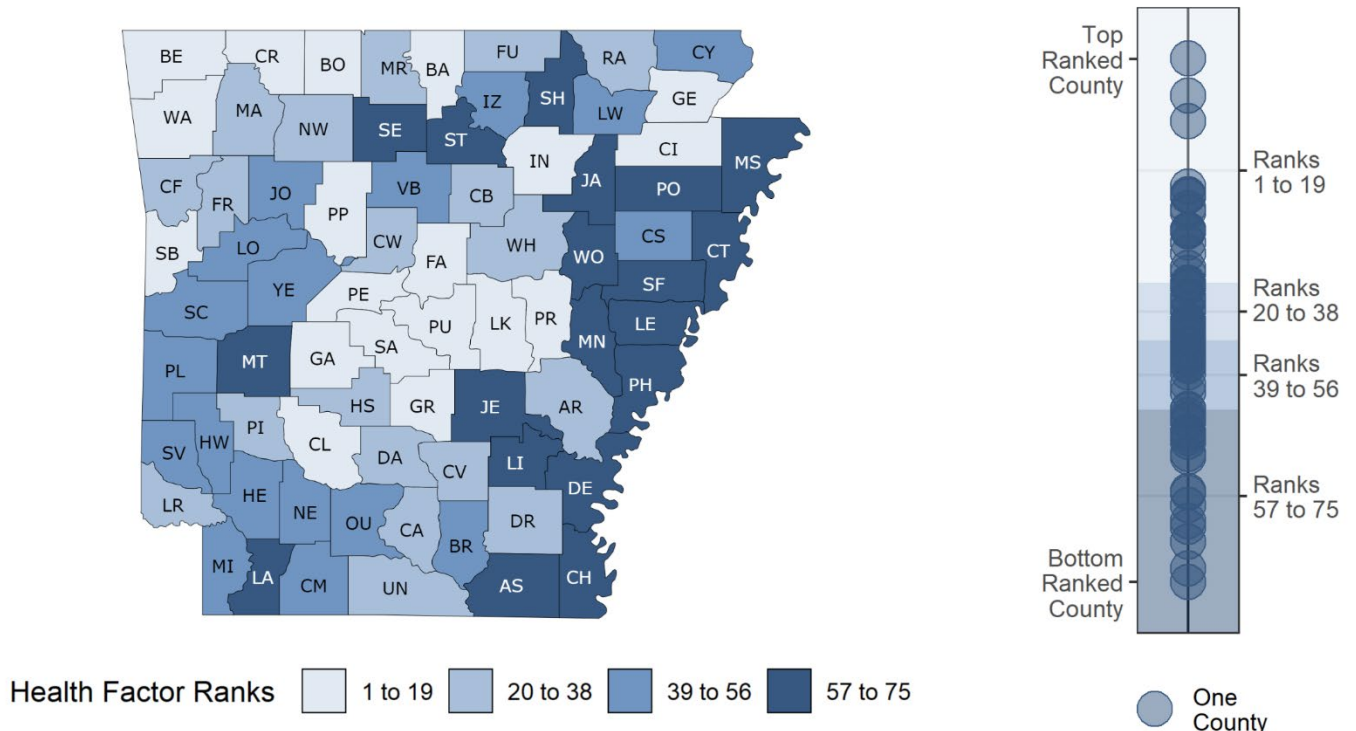 BE
CR
BO
MR
BA
FU
RA
CY
WA
MA
NW
SE
ST
IZ
SH
LW
GE
CF
FR
JO
PP
VB
CB
IN
JA
CI
PO
MS
SB
LO
CW
FA
WH
WO
CS
CT
SC
YE
PE
PU
LK
PR
SF
LE
MN
PL
MT
GA
SA
PH
HS
GR
JE
AR
SV
HW
PI
CL
DA
CV
LI
DE
LR
HE
NE
OU
CA
BR
DR
MI
LA
CM
UN
AS
CH
Health Factor Ranks
1 to 19
20 to 38
39 to 56
57 to 75
Top
Ranked
County
Ranks
1 to 19
Ranks
20 to 38
Ranks
39 to 56
Ranks
57 to 75
Bottom
Ranked
County
One
County